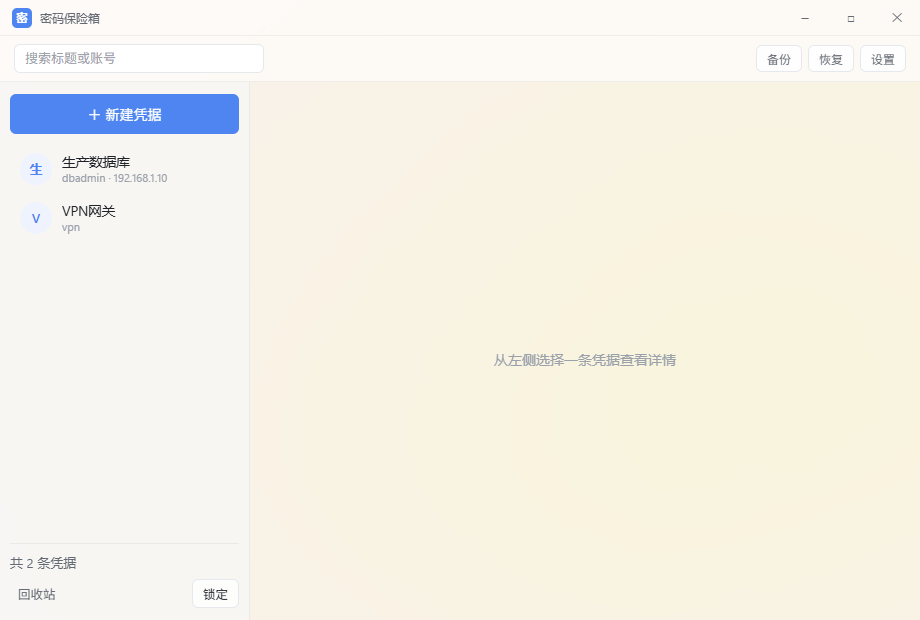 密 密码保险箱
搜索标题或账号
备份 恢复 设置
+ 新建凭据
生 生产数据库
dbadmin · 192.168.1.10
V VPN网关
vpn
从左侧选择一条凭据查看详情
共 2 条凭据
回收站 锁定